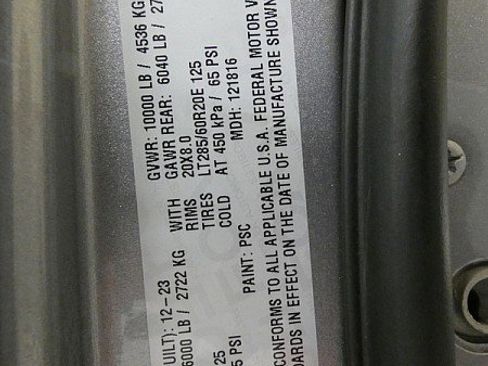 UILT): 12-23 GVWR: 10000 LB / 4536 KG
6000 LB / 2722 KG WITH GAWR REAR: 6040 LB / 27
RIMS 20X8.0
25 TIRES LT285/60R20E 125
5 PSI COLD AT 450 kPa / 65 PSI
MDH: 121816
PAINT: PSC
CONFORMS TO ALL APPLICABLE U.S.A. FEDERAL MOTOR V
DARDS IN EFFECT ON THE DATE OF MANUFACTURE SHOWN